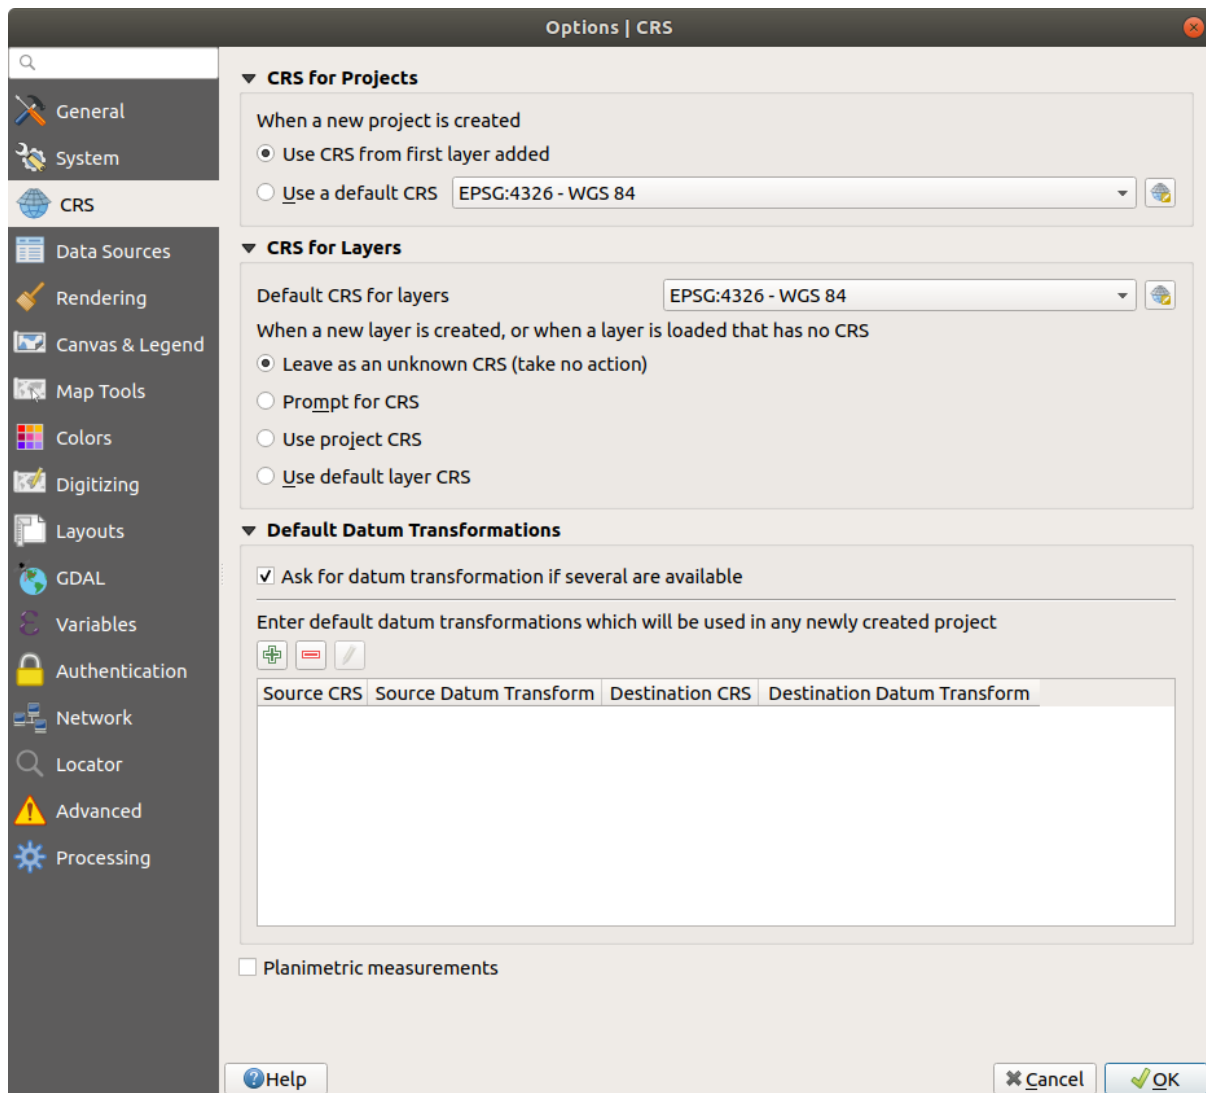 Options | CRS
General
System
CRS
Data Sources
Rendering
Canvas & Legend
Map Tools
Colors
Digitizing
Layouts
GDAL
Variables
Authentication
Network
Locator
Advanced
Processing
CRS for Projects
When a new project is created
Use CRS from first layer added
Use a default CRS EPSG:4326 - WGS 84
CRS for Layers
Default CRS for layers EPSG:4326 - WGS 84
When a new layer is created, or when a layer is loaded that has no CRS
Leave as an unknown CRS (take no action)
Prompt for CRS
Use project CRS
Use default layer CRS
Default Datum Transformations
Ask for datum transformation if several are available
Enter default datum transformations which will be used in any newly created project
Source CRS Source Datum Transform Destination CRS Destination Datum Transform
Planimetric measurements
Help Cancel OK